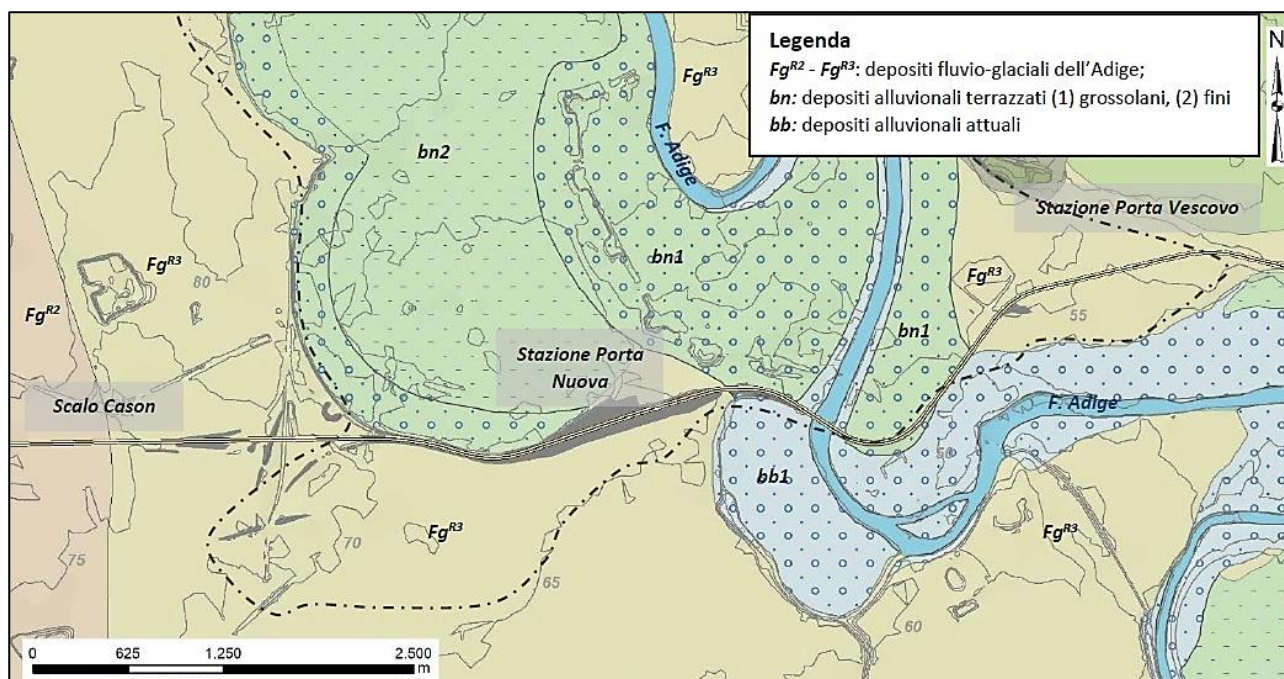 Legenda
Fg^R2 - Fg^R3: depositi fluvio-glaciali dell'Adige;
bn: depositi alluvionali terrazzati (1) grossolani, (2) fini
bb: depositi alluvionali attuali
N
Fg^R3
F. Adige
bn2
Stazione Porta Vescovo
bn1
Fg^R3
80
Fg^R3
Fg^R2
55
bn1
Stazione Porta
Nuova
Scalo Cason
F. Adige
50
bb1
Fg^R3
Fg^R3
70
75
65
60
0 625 1.250 2.500
m